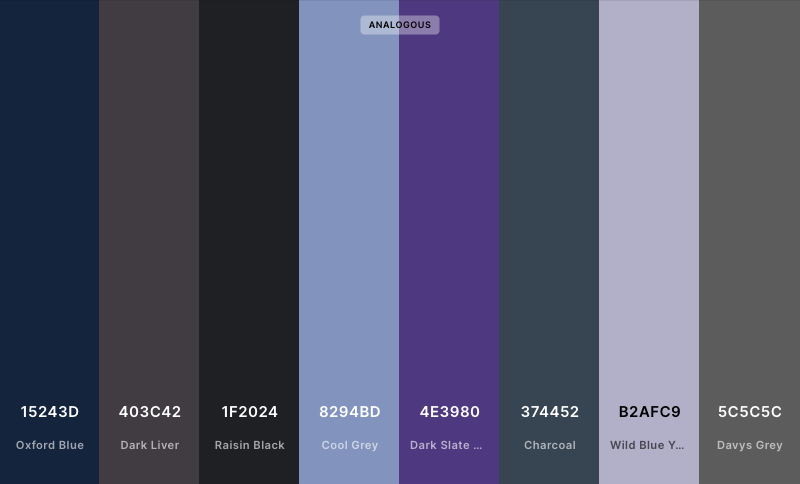 ANALOGOUS
15243D
403C42
1F2024
8294BD
4E3980
374452
B2AFC9
5C5C5C
Oxford Blue
Dark Liver
Raisin Black
Cool Grey
Dark Slate ...
Charcoal
Wild Blue Y...
Davys Grey